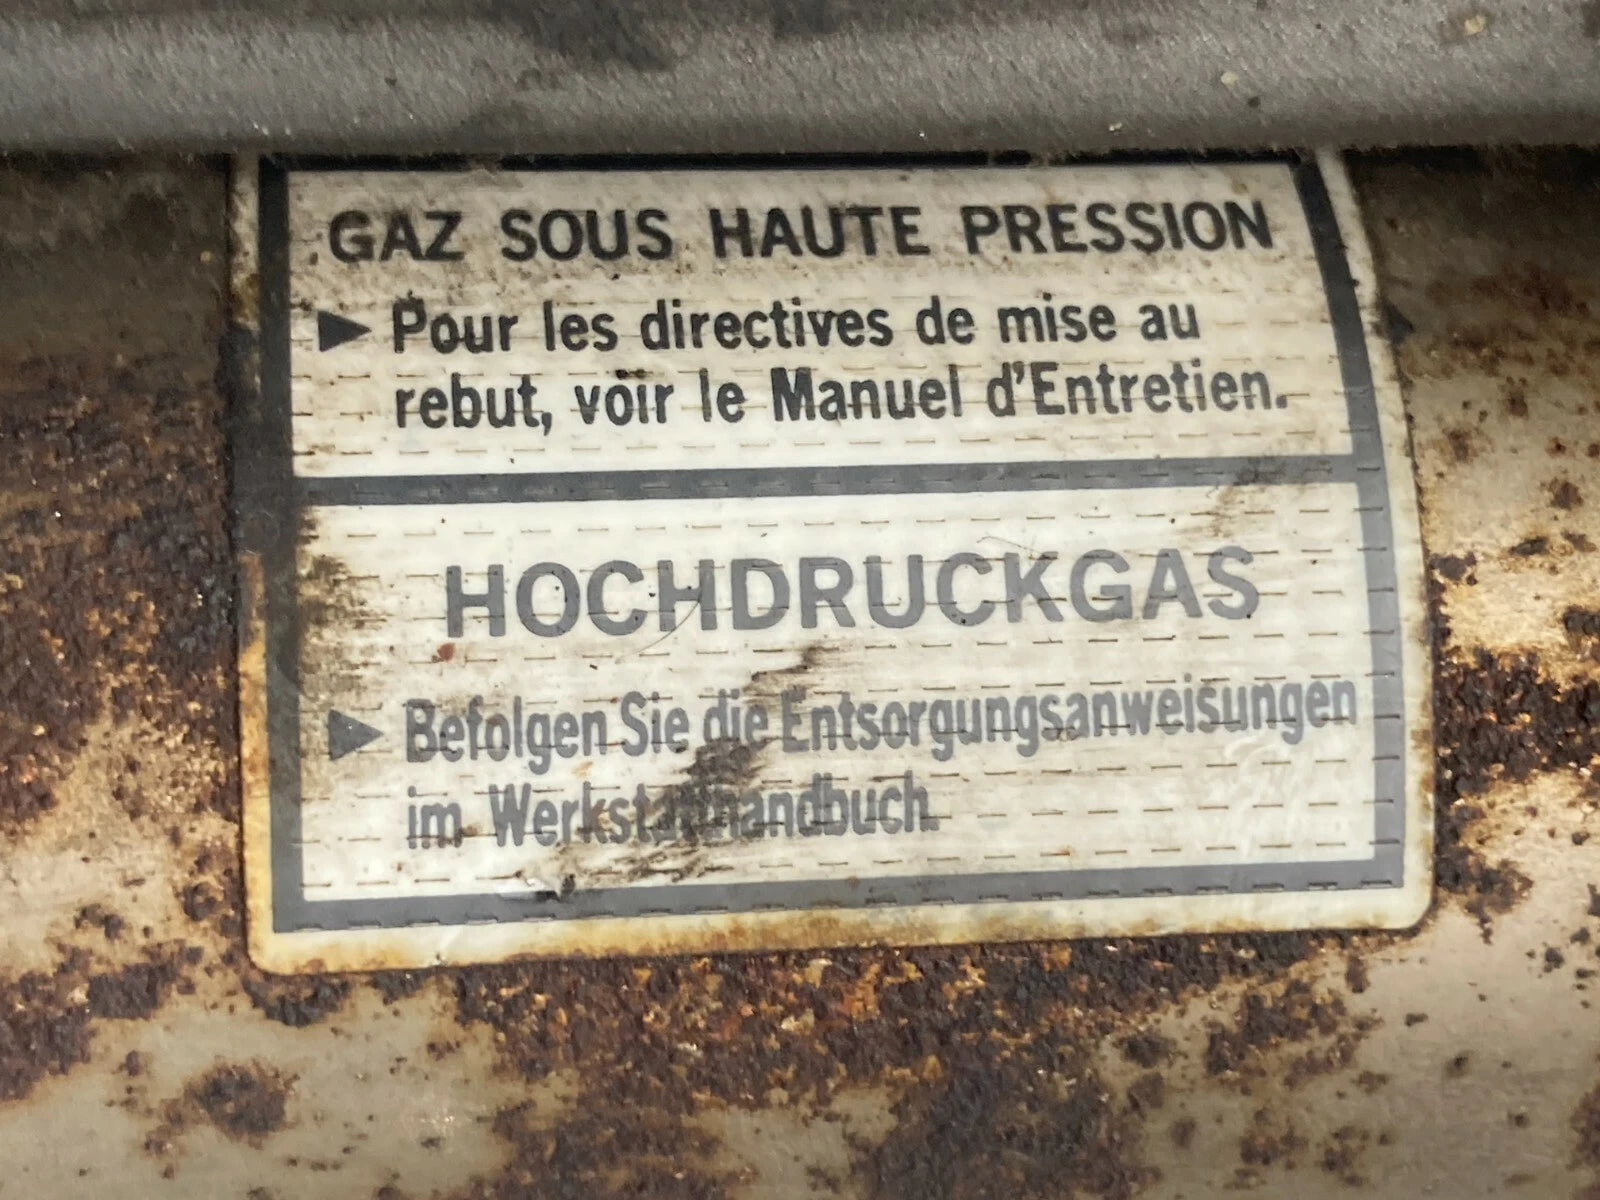 GAZ SOUS HAUTE PRESSION
▶ Pour les directives de mise au
rebut, voir le Manuel d'Entretien.
HOCHDRUCKGAS
▶ Befolgen Sie die Entsorgungsanweisungen
im Werkstatthandbuch.